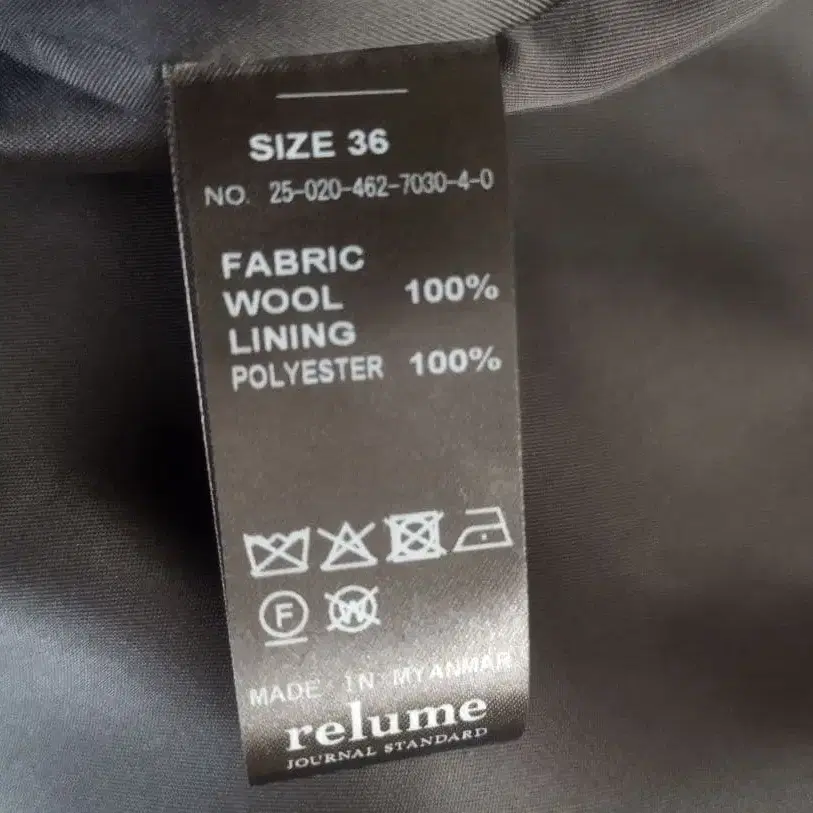 SIZE 36
NO. 25-020-462-7030-4-0
FABRIC
WOOL 100%
LINING
POLYESTER 100%
F W
MADE IN MYANMAR
relume
JOURNAL STANDARD